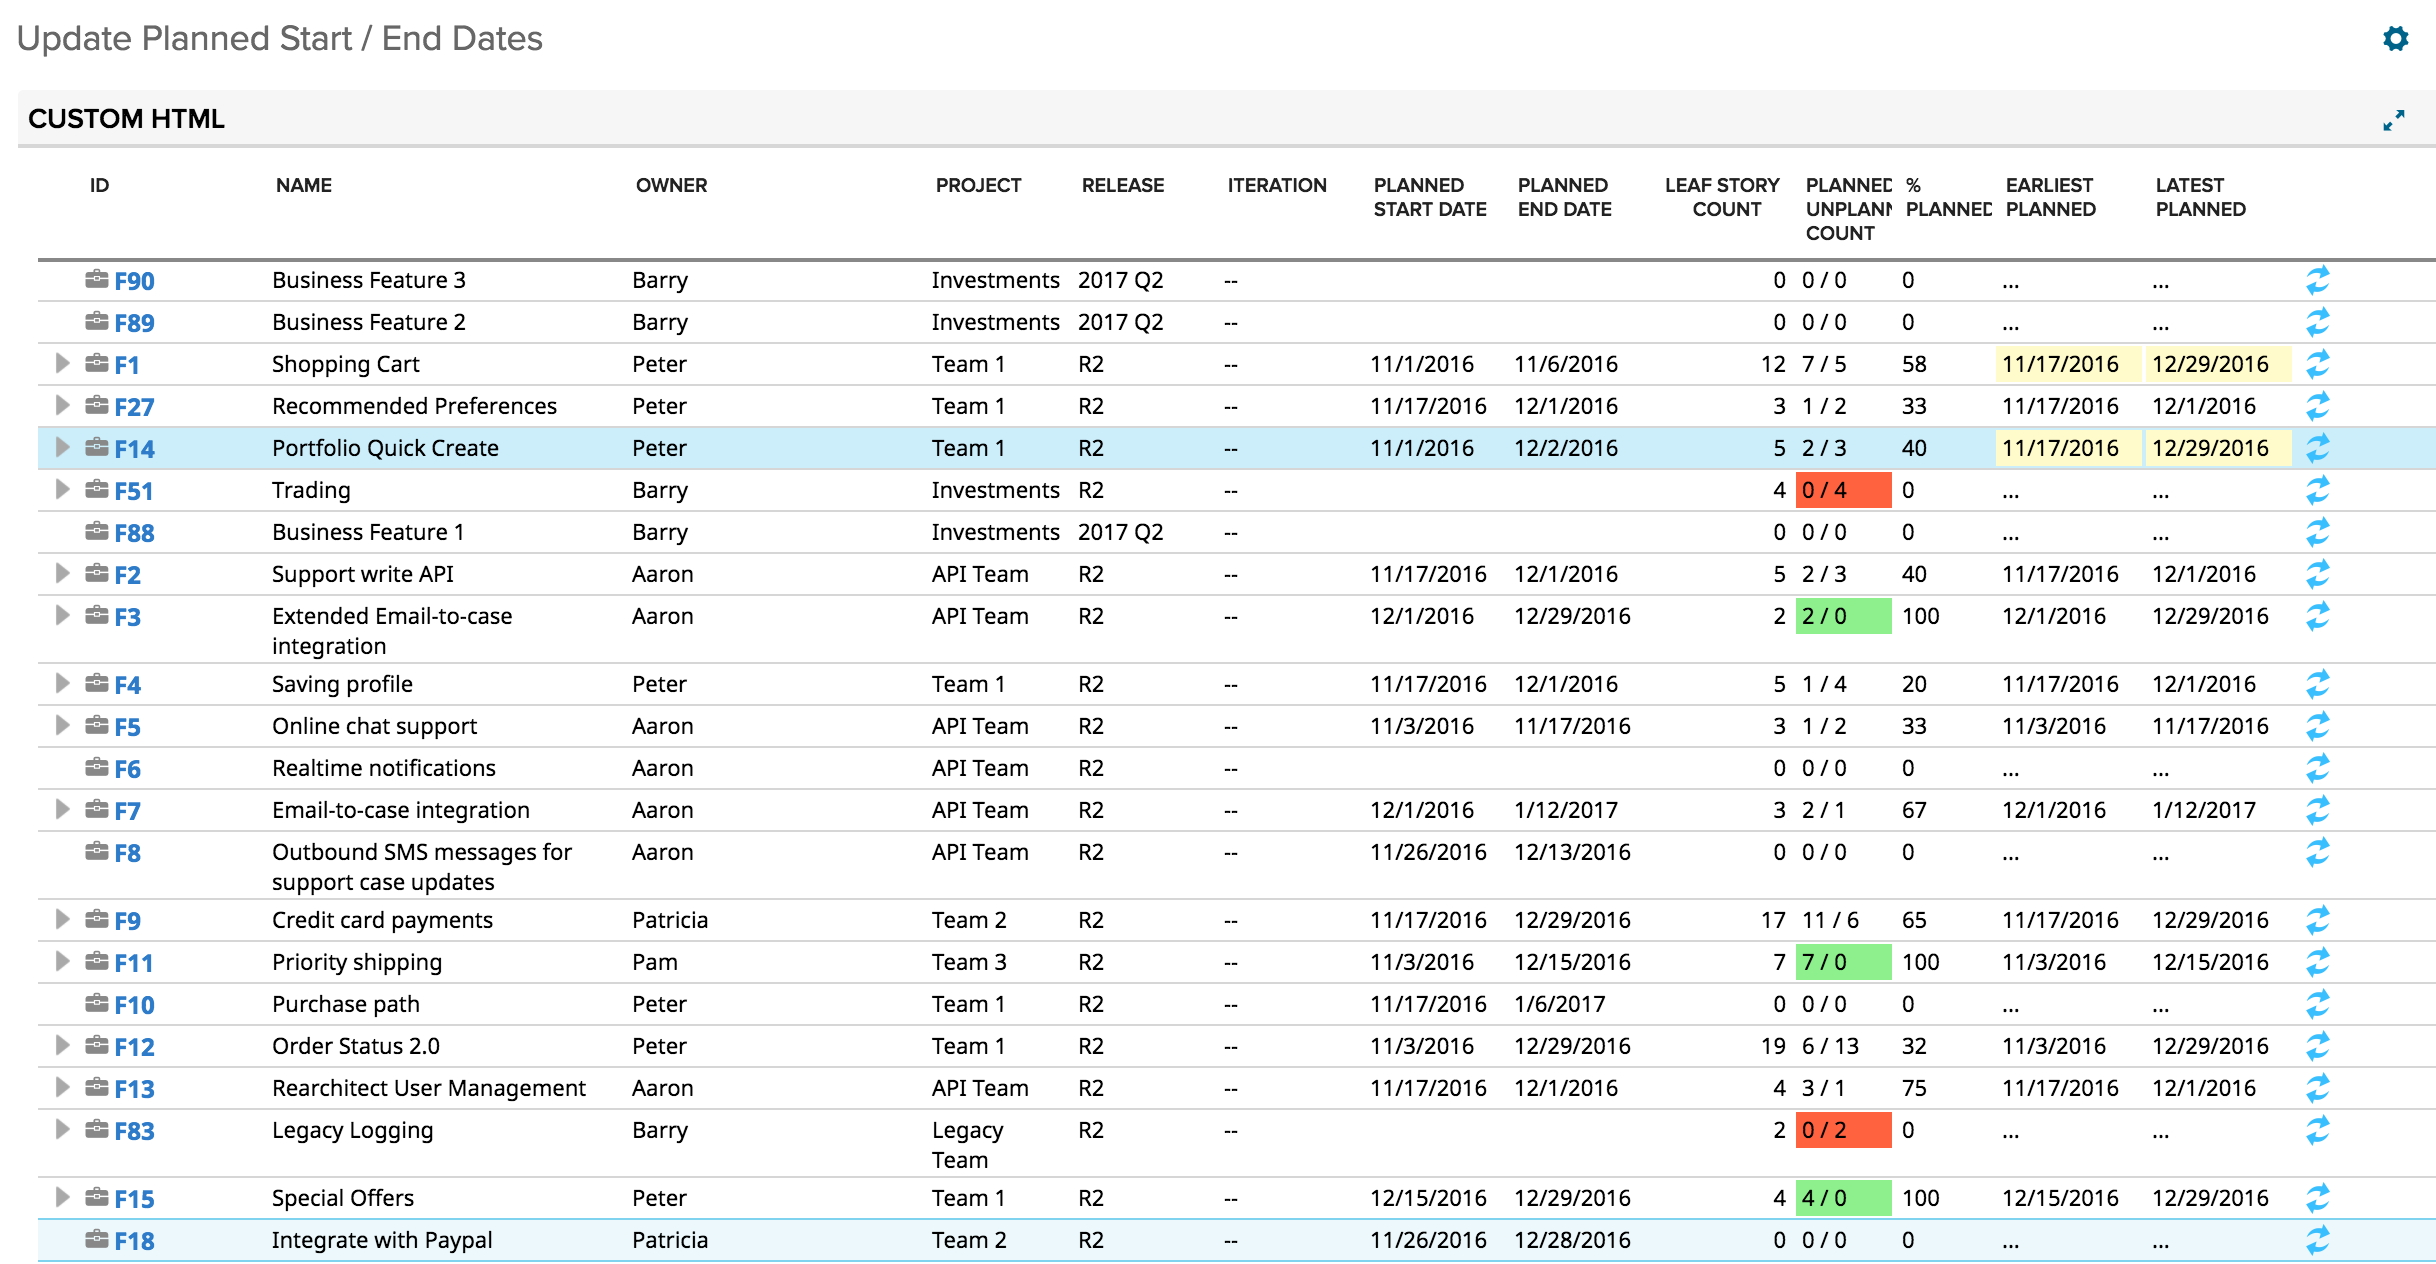 Update Planned Start / End Dates
CUSTOM HTML
ID NAME OWNER PROJECT RELEASE ITERATION PLANNED START DATE PLANNED END DATE LEAF STORY COUNT PLANNED UNPLANN COUNT % PLANNED EARLIEST PLANNED LATEST PLANNED
F90 Business Feature 3 Barry Investments 2017 Q2 -- 0 0 / 0 0 ... ...
F89 Business Feature 2 Barry Investments 2017 Q2 -- 0 0 / 0 0 ... ...
F1 Shopping Cart Peter Team 1 R2 -- 11/1/2016 11/6/2016 12 7 / 5 58 11/17/2016 12/29/2016
F27 Recommended Preferences Peter Team 1 R2 -- 11/17/2016 12/1/2016 3 1 / 2 33 11/17/2016 12/1/2016
F14 Portfolio Quick Create Peter Team 1 R2 -- 11/1/2016 12/2/2016 5 2 / 3 40 11/17/2016 12/29/2016
F51 Trading Barry Investments R2 -- 4 0 / 4 0 ... ...
F88 Business Feature 1 Barry Investments 2017 Q2 -- 0 0 / 0 0 ... ...
F2 Support write API Aaron API Team R2 -- 11/17/2016 12/1/2016 5 2 / 3 40 11/17/2016 12/1/2016
F3 Extended Email-to-case integration Aaron API Team R2 -- 12/1/2016 12/29/2016 2 2 / 0 100 12/1/2016 12/29/2016
F4 Saving profile Peter Team 1 R2 -- 11/17/2016 12/1/2016 5 1 / 4 20 11/17/2016 12/1/2016
F5 Online chat support Aaron API Team R2 -- 11/3/2016 11/17/2016 3 1 / 2 33 11/3/2016 11/17/2016
F6 Realtime notifications Aaron API Team R2 -- 0 0 / 0 0 ... ...
F7 Email-to-case integration Aaron API Team R2 -- 12/1/2016 1/12/2017 3 2 / 1 67 12/1/2016 1/12/2017
F8 Outbound SMS messages for support case updates Aaron API Team R2 -- 11/26/2016 12/13/2016 0 0 / 0 0 ... ...
F9 Credit card payments Patricia Team 2 R2 -- 11/17/2016 12/29/2016 17 11 / 6 65 11/17/2016 12/29/2016
F11 Priority shipping Pam Team 3 R2 -- 11/3/2016 12/15/2016 7 7 / 0 100 11/3/2016 12/15/2016
F10 Purchase path Peter Team 1 R2 -- 11/17/2016 1/6/2017 0 0 / 0 0 ... ...
F12 Order Status 2.0 Peter Team 1 R2 -- 11/3/2016 12/29/2016 19 6 / 13 32 11/3/2016 12/29/2016
F13 Rearchitect User Management Aaron API Team R2 -- 11/17/2016 12/1/2016 4 3 / 1 75 11/17/2016 12/1/2016
F83 Legacy Logging Barry Legacy Team R2 -- 2 0 / 2 0 ... ...
F15 Special Offers Peter Team 1 R2 -- 12/15/2016 12/29/2016 4 4 / 0 100 12/15/2016 12/29/2016
F18 Integrate with Paypal Patricia Team 2 R2 -- 11/26/2016 12/28/2016 0 0 / 0 0 ... ...